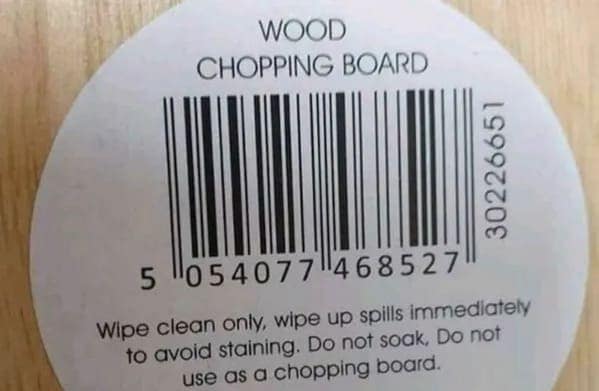 WOOD
CHOPPING BOARD
30226651
5 054077 468527
Wipe clean only, wipe up spills immediately
to avoid staining. Do not soak, Do not
use as a chopping board.